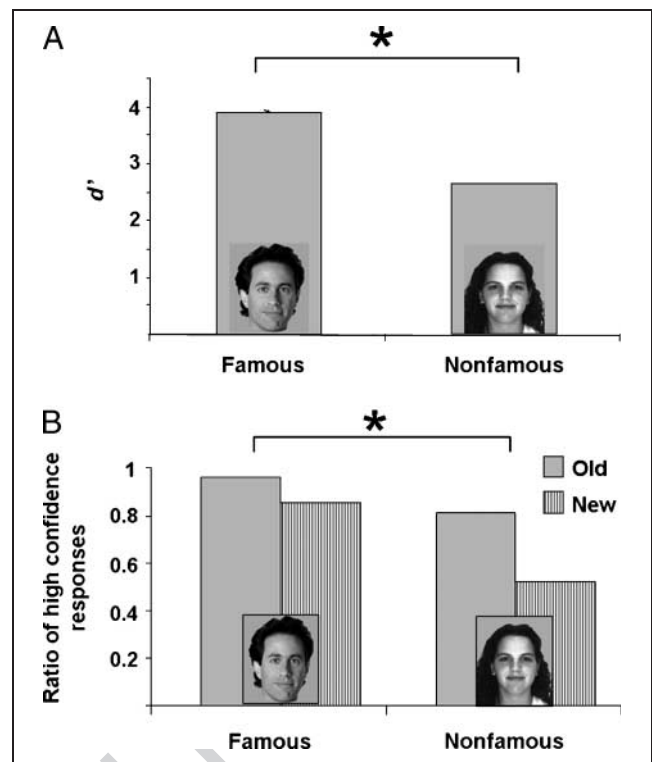 A
*
d'
4
3
2
1
Famous
Nonfamous
B
*
Ratio of high confidence
responses
1
0.8
0.6
0.4
0.2
Old
New
Famous
Nonfamous